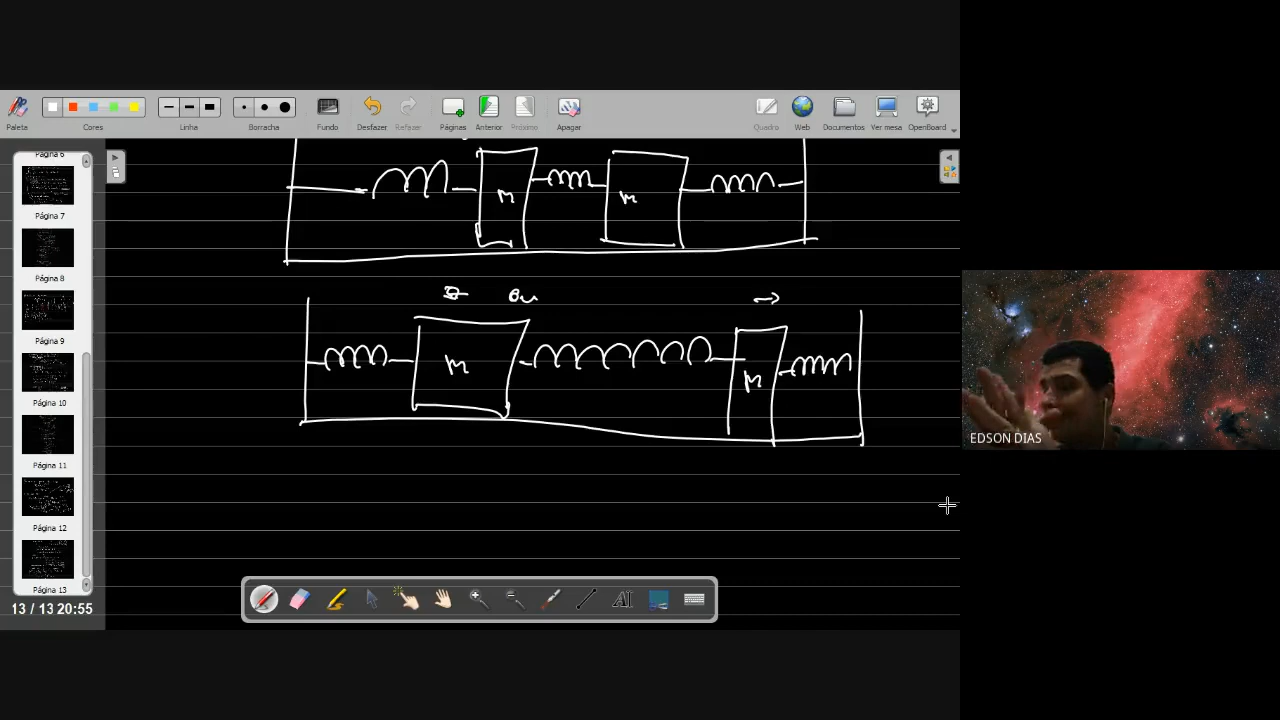 Paleta Cores Linha Borracha Fundo Desfazer Refazer Páginas Anterior Próximo Apagar Quadro Web Documentos Ver mesa OpenBoard
Página 6
Página 7
Página 8
Página 9
Página 10
Página 11
Página 12
Página 13
13 / 13 20:55
m m
m m
AI
EDSON DIAS